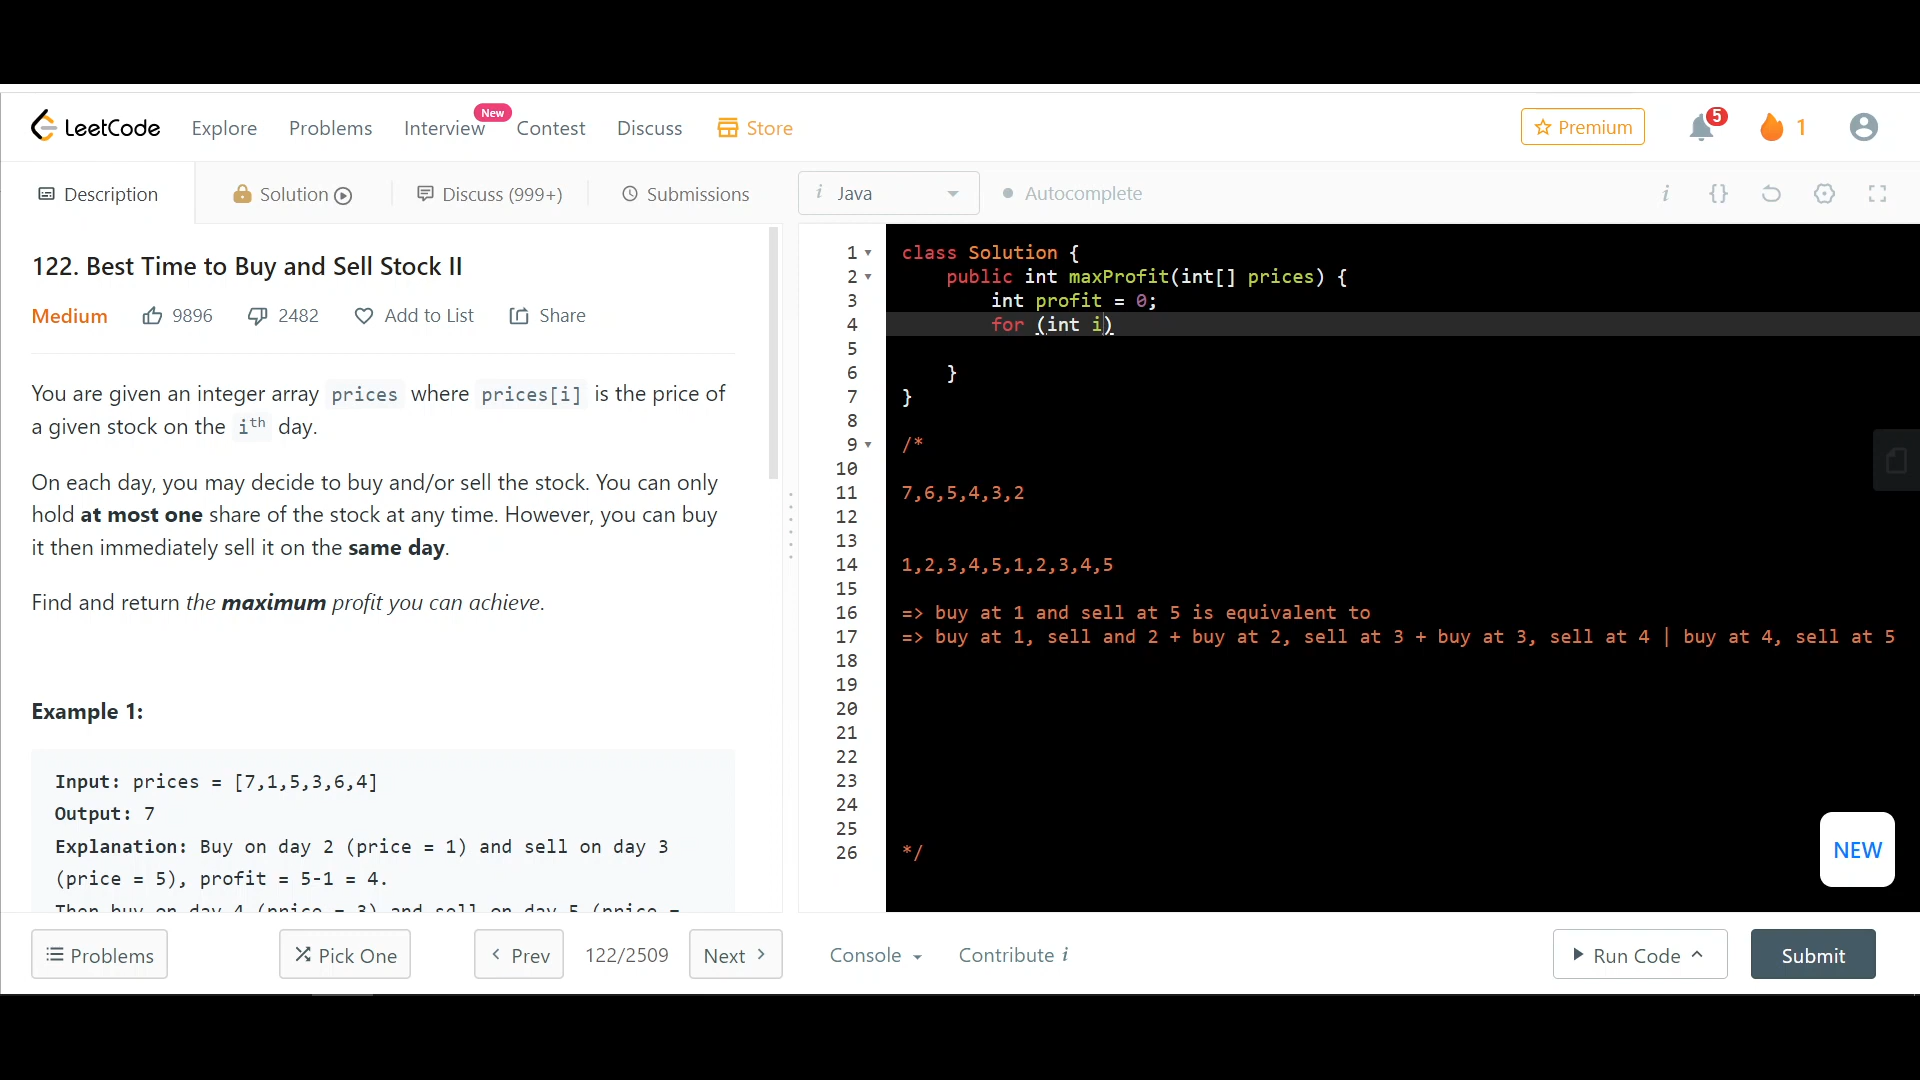 LeetCode Explore Problems Interview New Contest Discuss Store Premium 5 1
Description Solution Discuss (999+) Submissions
122. Best Time to Buy and Sell Stock II
Medium 9896 2482 Add to List Share
You are given an integer array prices where prices[i] is the price of
a given stock on the ith day.
On each day, you may decide to buy and/or sell the stock. You can only
hold at most one share of the stock at any time. However, you can buy
it then immediately sell it on the same day.
Find and return the maximum profit you can achieve.
Example 1:
Input: prices = [7,1,5,3,6,4]
Output: 7
Explanation: Buy on day 2 (price = 1) and sell on day 3
(price = 5), profit = 5-1 = 4.
Then buy on day 4 (price = 3) and sell on day 5 (price =
Problems Pick One Prev 122/2509 Next
i Java Autocomplete i {}
1 class Solution {
2 public int maxProfit(int[] prices) {
3 int profit = 0;
4 for (int i)
5
6 }
7 }
8
9 /*
10
11 7,6,5,4,3,2
12
13
14 1,2,3,4,5,1,2,3,4,5
15
16 => buy at 1 and sell at 5 is equivalent to
17 => buy at 1, sell and 2 + buy at 2, sell at 3 + buy at 3, sell at 4 | buy at 4, sell at 5
18
19
20
21
22
23
24
25
26 */
NEW
Console Contribute i Run Code Submit